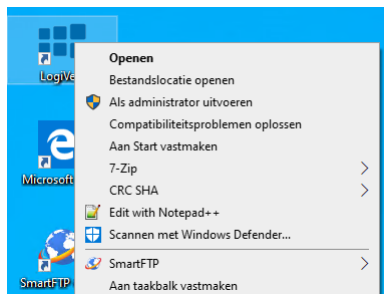 Openen
LogiVe
Bestandslocatie openen
Als administrator uitvoeren
Compatibiliteitsproblemen oplossen
Aan Start vastmaken
7-Zip
Microsoft
CRC SHA
Edit with Notepad++
Scannen met Windows Defender...
SmartFTP
SmartFTP
Aan taakbalk vastmaken